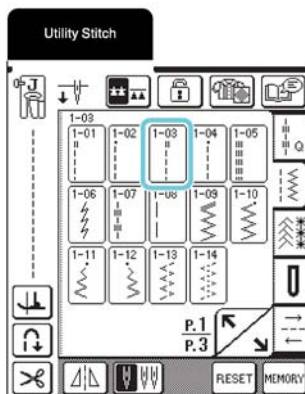 Utility Stitch
J
1-03
1-01 1-02 1-03 1-04 1-05
Q
1-06 1-07 1-08 1-09 1-10
1-11 1-12 1-13 1-14
P.1
P.3
RESET MEMORY